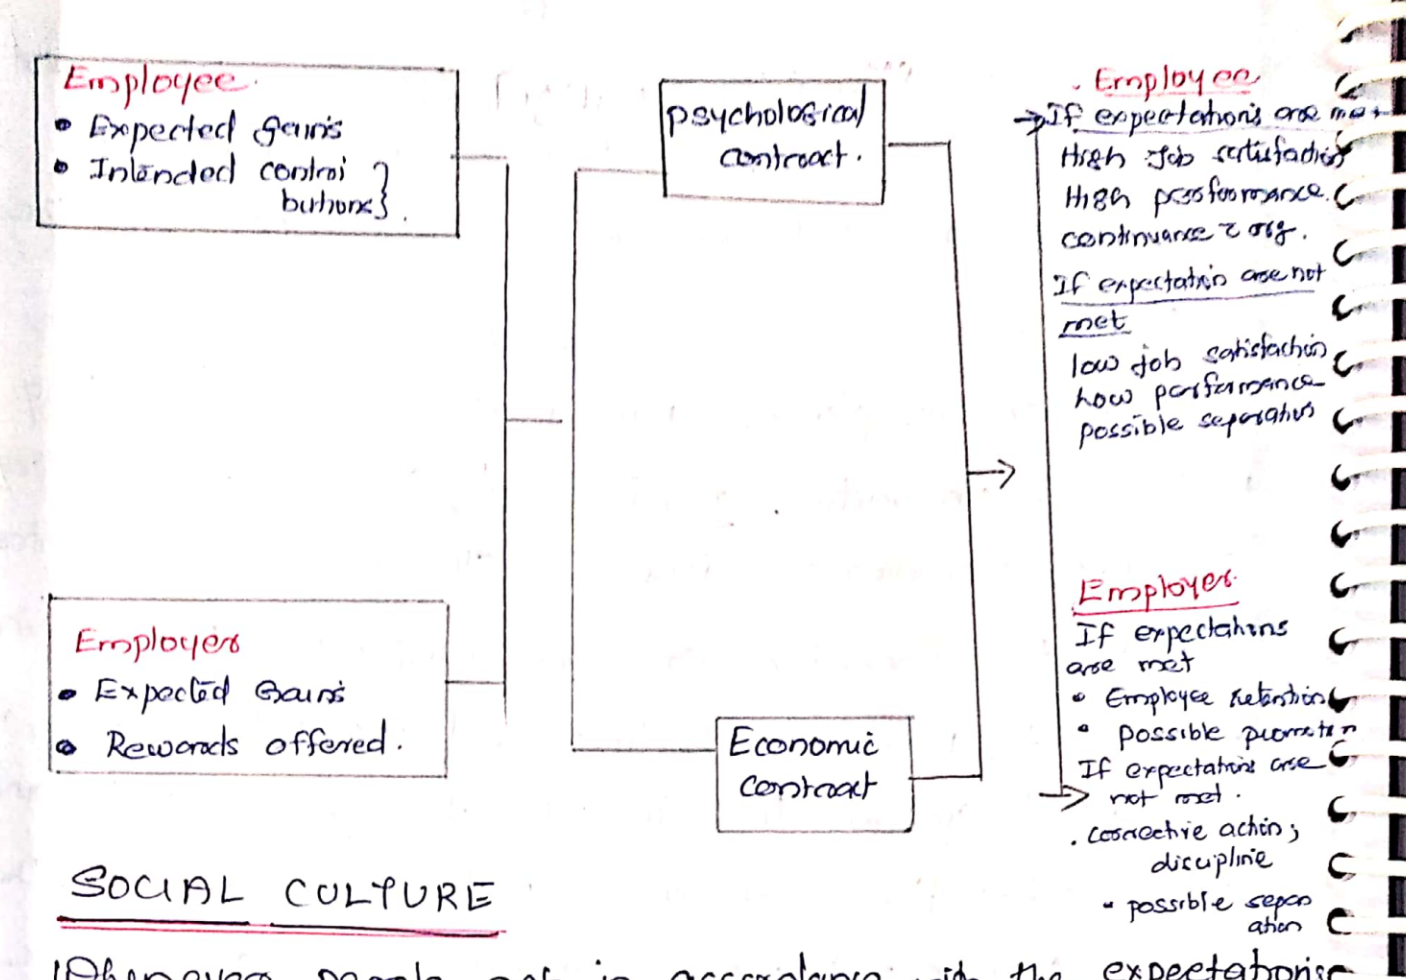 Employee
• Expected gains
• Intended contri
butions}.
Employer
• Expected Gains
• Rewards offered.
psychological
contract.
Economic
contract
Employee
→If expectations are met
High Job satisfaction
High performance.
continuance c̄ org.
If expectation are not
met
low job satisfaction
Low performance
possible separation
Employer
If expectations
are met
• Employee Retention
• possible promotion
If expectations are
not met.
. corrective action;
discipline
• possible separ
ation
SOCIAL CULTURE
Whenever people act in accordance with the expectations